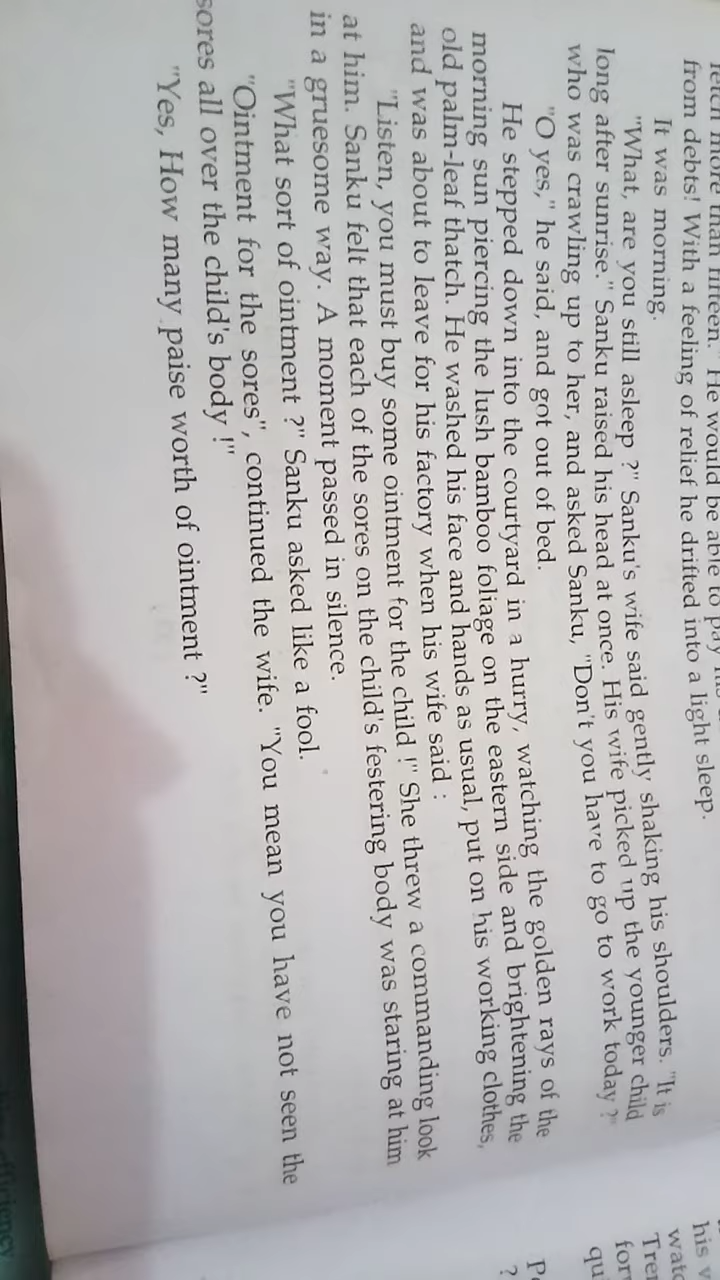 more than fifteen." He would be able to pay
from debts! With a feeling of relief he drifted into a light sleep.
It was morning.
"What, are you still asleep ?" Sanku's wife said gently shaking his shoulders. "It is
long after sunrise." Sanku raised his head at once. His wife picked up the younger child
who was crawling up to her, and asked Sanku, "Don't you have to go to work today ?"
"O yes," he said, and got out of bed.
He stepped down into the courtyard in a hurry, watching the golden rays of the
morning sun piercing the lush bamboo foliage on the eastern side and brightening the
old palm-leaf thatch. He washed his face and hands as usual, put on his working clothes,
and was about to leave for his factory when his wife said :
"Listen, you must buy some ointment for the child !" She threw a commanding look
at him. Sanku felt that each of the sores on the child's festering body was staring at him
in a gruesome way. A moment passed in silence.
"What sort of ointment ?" Sanku asked like a fool.
"Ointment for the sores", continued the wife. "You mean you have not seen the
sores all over the child's body !"
"Yes, How many paise worth of ointment ?"
his
for
qu
?
efficiency